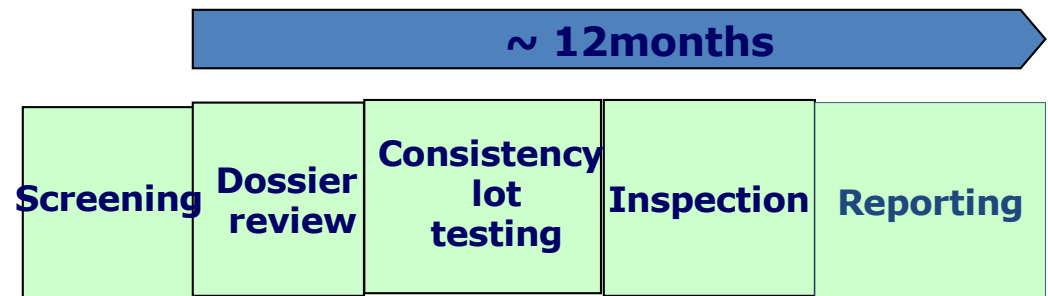 ~ 12months
Screening
Dossier
review
Consistency
lot
testing
Inspection
Reporting